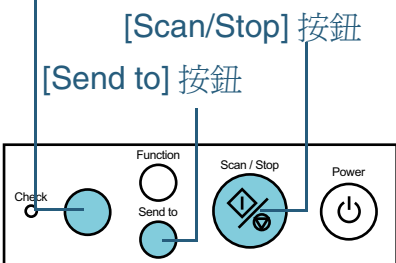 [Scan/Stop] 按鈕
[Send to] 按鈕
Function
Scan / Stop
Power
Check
Send to